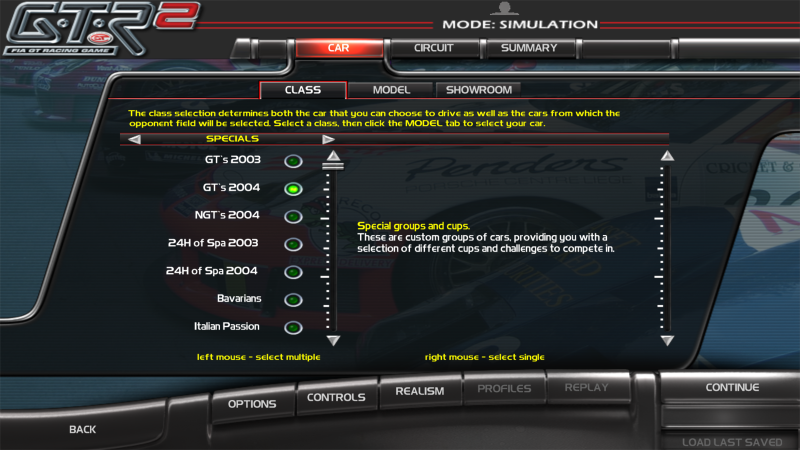 GTR2
FIA GT RACING GAME
MODE: SIMULATION
CAR
CIRCUIT
SUMMARY
CLASS
MODEL
SHOWROOM
The class selection determines both the car that you can choose to drive as well as the cars from which the
opponent field will be selected. Select a class, then click the MODEL tab to select your car.
SPECIALS
GT's 2003
GT's 2004
NGT's 2004
24H of Spa 2003
24H of Spa 2004
Bavarians
Italian Passion
Special groups and cups.
These are custom groups of cars, providing you with a
selection of different cups and challenges to compete in.
left mouse - select multiple
right mouse - select single
BACK
OPTIONS
CONTROLS
REALISM
PROFILES
REPLAY
CONTINUE
LOAD LAST SAVED
Penders
CRICKET &